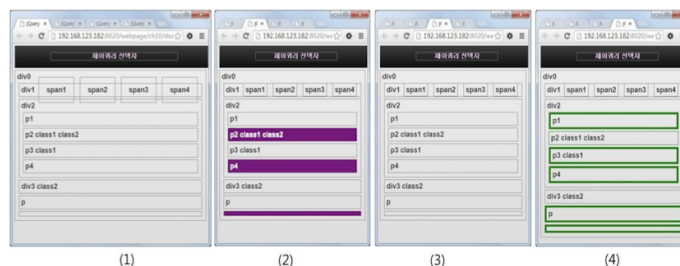 jQuery
192.168.123.182:8020/webpage/ch10/dev
제이쿼리 선택자
div0
div1 span1 span2 span3 span4
div2
p1
p2 class1 class2
p3 class1
p4
div3 class2
p
(1)
192.168.123.182:8020/we
제이쿼리 선택자
div0
div1 span1 span2 span3 span4
div2
p1
p2 class1 class2
p3 class1
p4
div3 class2
p
(2)
192.168.123.182:8020/we
제이쿼리 선택자
div0
div1 span1 span2 span3 span4
div2
p1
p2 class1 class2
p3 class1
p4
div3 class2
p
(3)
192.168.123.182:8020/we
제이쿼리 선택자
div0
div1 span1 span2 span3 span4
div2
p1
p2 class1 class2
p3 class1
p4
div3 class2
p
(4)